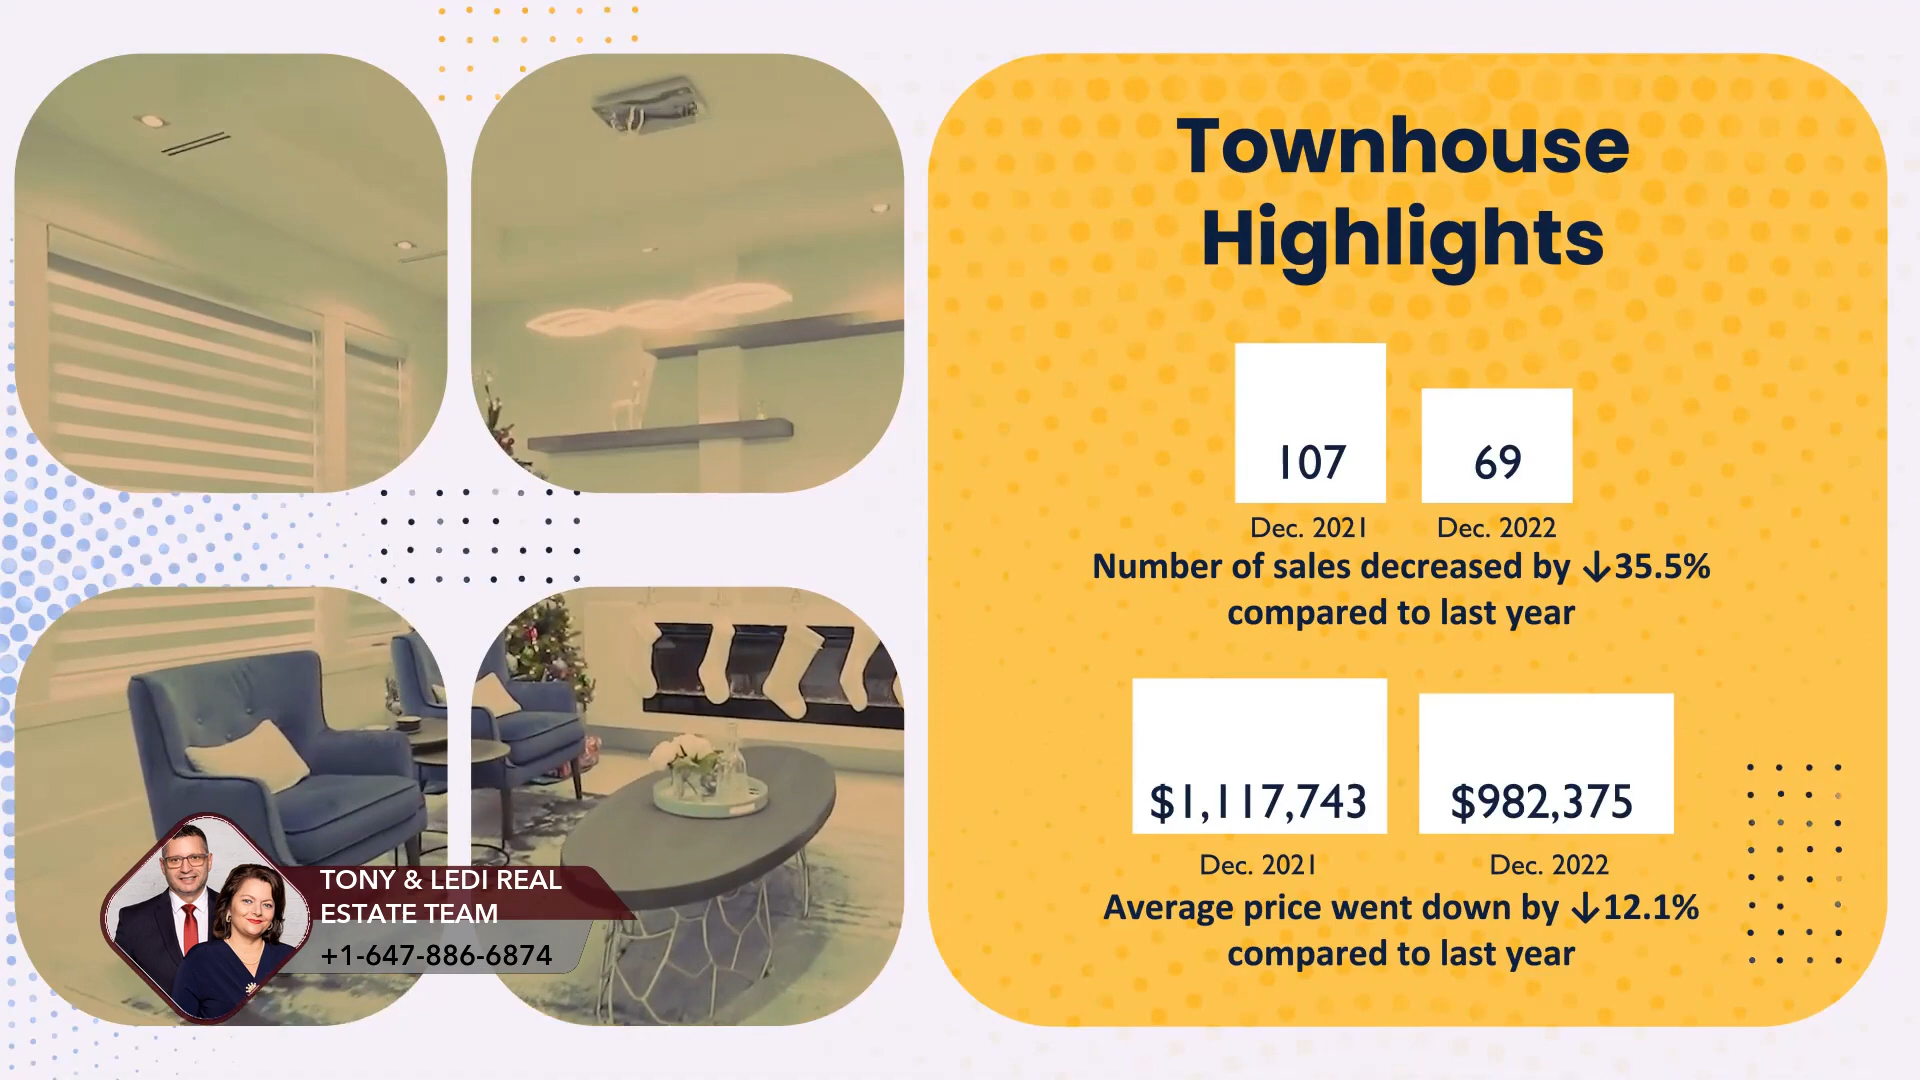 Townhouse
Highlights
107
69
Dec. 2021
Dec. 2022
Number of sales decreased by ↓35.5%
compared to last year
$1,117,743
$982,375
Dec. 2021
Dec. 2022
Average price went down by ↓12.1%
compared to last year
TONY & LEDI REAL
ESTATE TEAM
+1-647-886-6874